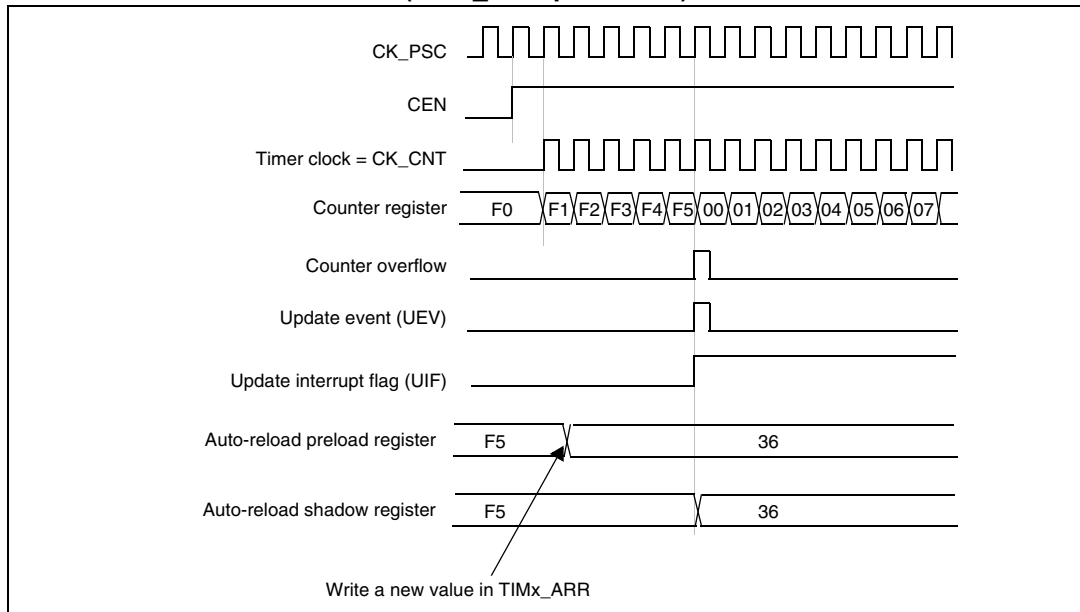 CK_PSC
CEN
Timer clock = CK_CNT
Counter register F0 F1 F2 F3 F4 F5 00 01 02 03 04 05 06 07
Counter overflow
Update event (UEV)
Update interrupt flag (UIF)
Auto-reload preload register F5 36
Auto-reload shadow register F5 36
Write a new value in TIMx_ARR